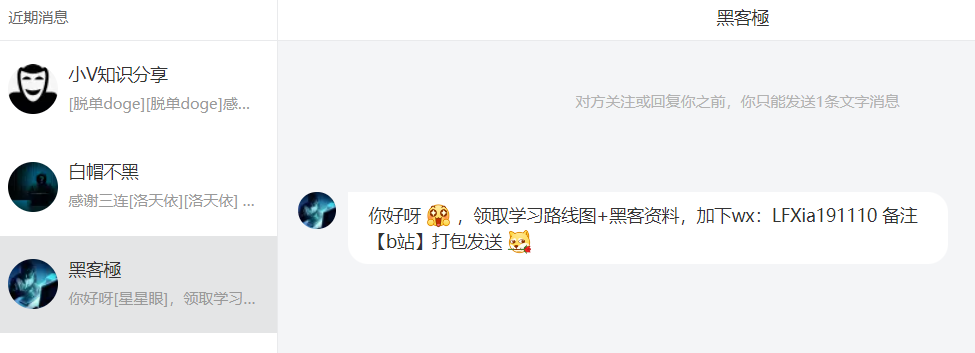 近期消息
黑客極
小V知识分享
[脱单doge][脱单doge]感...
对方关注或回复你之前，你只能发送1条文字消息
白帽不黑
感谢三连[洛天依][洛天依] ...
你好呀，领取学习路线图+黑客资料，加下wx：LFXia191110 备注
【b站】打包发送
黑客極
你好呀[星星眼]，领取学习...